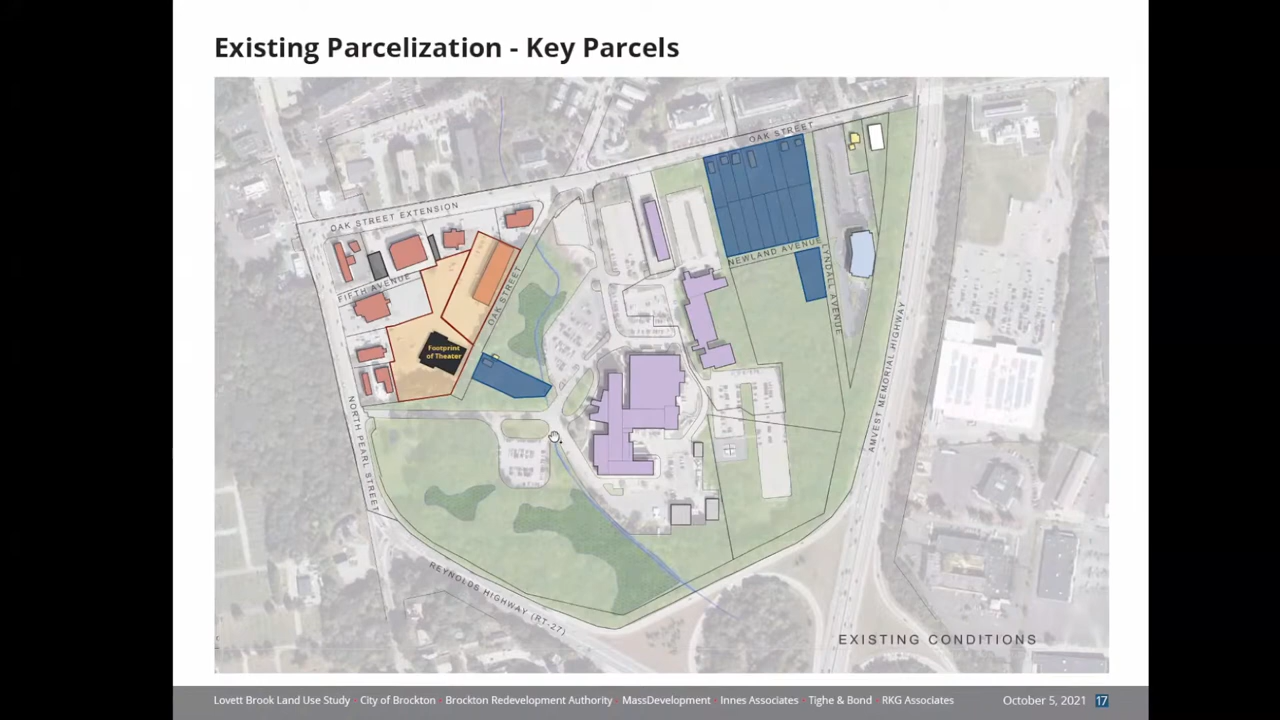 Existing Parcelization - Key Parcels
OAK STREET
OAK STREET EXTENSION
NEWLAND AVENUE
FIFTH AVENUE
OAK STREET
LYNDALL AVENUE
Footprint
of Theater
AMVEST MEMORIAL HIGHWAY
NORTH PEARL STREET
REYNOLDS HIGHWAY (RT-27)
EXISTING CONDITIONS
Lovett Brook Land Use Study City of Brockton Brockton Redevelopment Authority MassDevelopment Innes Associates Tighe & Bond RKG Associates October 5, 2021 17